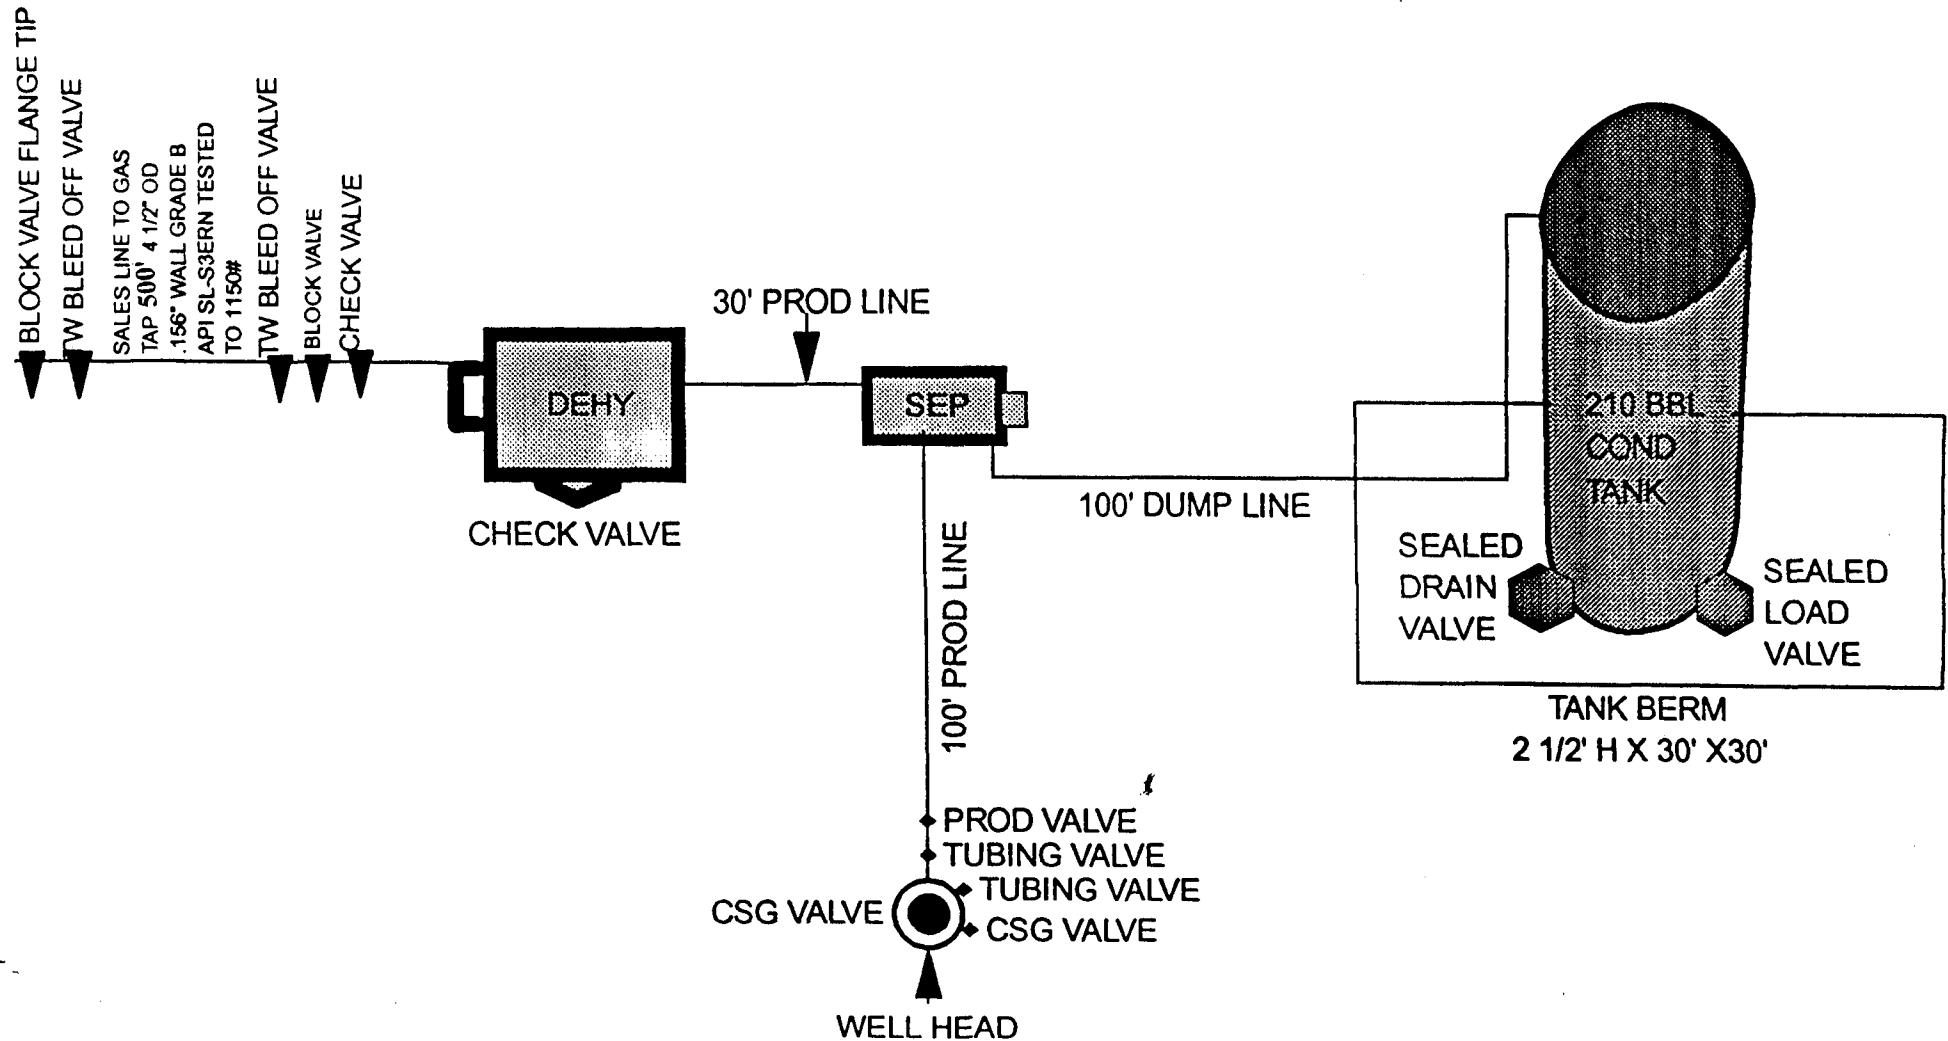 BLOCK VALVE FLANGE TIP
TW BLEED OFF VALVE
SALES LINE TO GAS
TAP 500' 4 1/2" OD
.156" WALL GRADE B
API SL-S3ERN TESTED
TO 1150#
TW BLEED OFF VALVE
BLOCK VALVE
CHECK VALVE
DEHY
CHECK VALVE
30' PROD LINE
SEP
100' DUMP LINE
100' PROD LINE
210 BBL
COND
TANK
SEALED
DRAIN
VALVE
SEALED
LOAD
VALVE
TANK BERM
2 1/2' H X 30' X30'
PROD VALVE
TUBING VALVE
TUBING VALVE
CSG VALVE
CSG VALVE
WELL HEAD